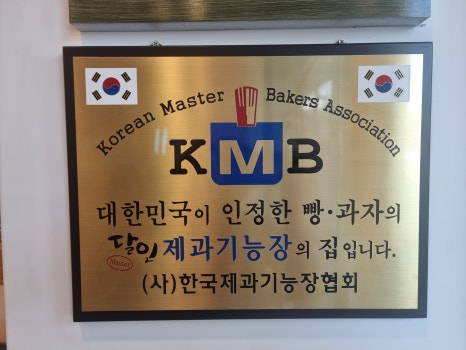 Korean Master Bakers Association
KMB
대한민국이 인정한 빵·과자의
달인 제과기능장의 집입니다.
Master
(사)한국제과기능장협회